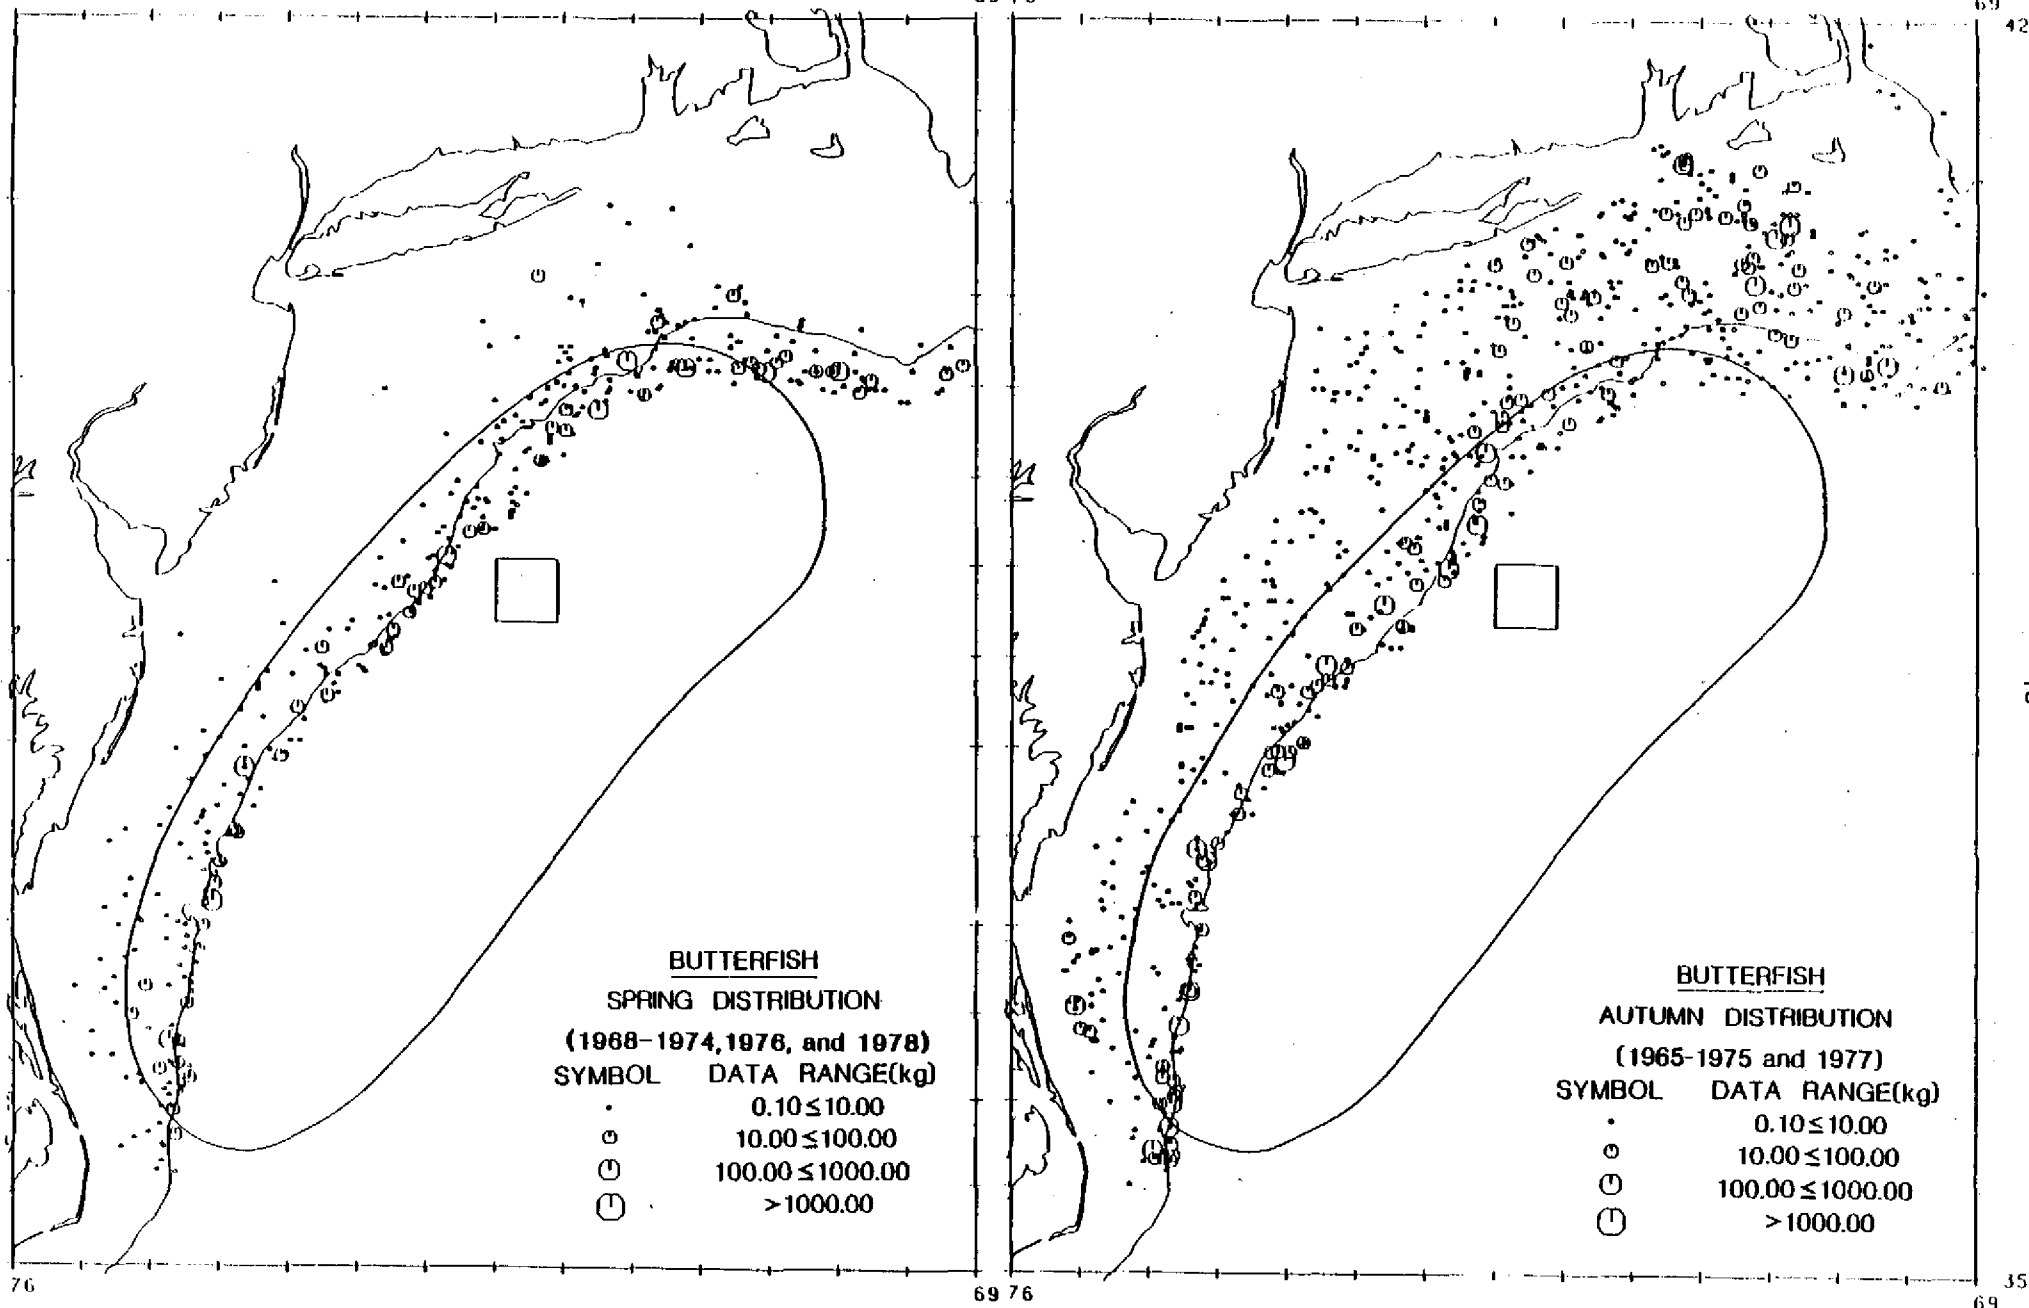 69
42
BUTTERFISH
SPRING DISTRIBUTION
(1968-1974,1976, and 1978)
SYMBOL DATA RANGE(kg)
0.10≤10.00
10.00≤100.00
100.00≤1000.00
>1000.00
BUTTERFISH
AUTUMN DISTRIBUTION
(1965-1975 and 1977)
SYMBOL DATA RANGE(kg)
0.10≤10.00
10.00≤100.00
100.00≤1000.00
>1000.00
76
69 76
35
69